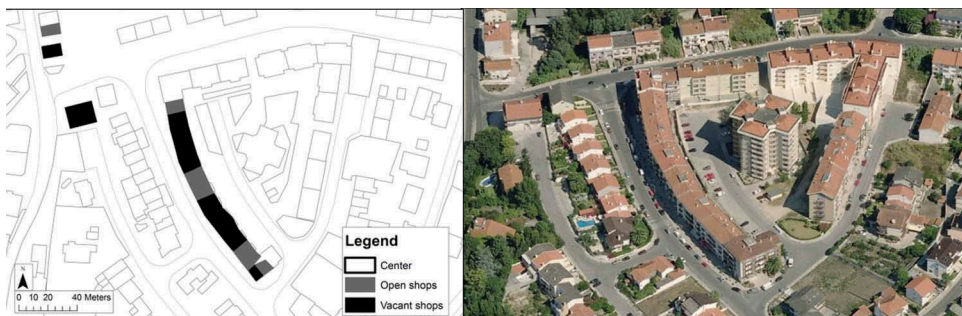 Legend
Center
Open shops
Vacant shops
N
0 10 20 40 Meters